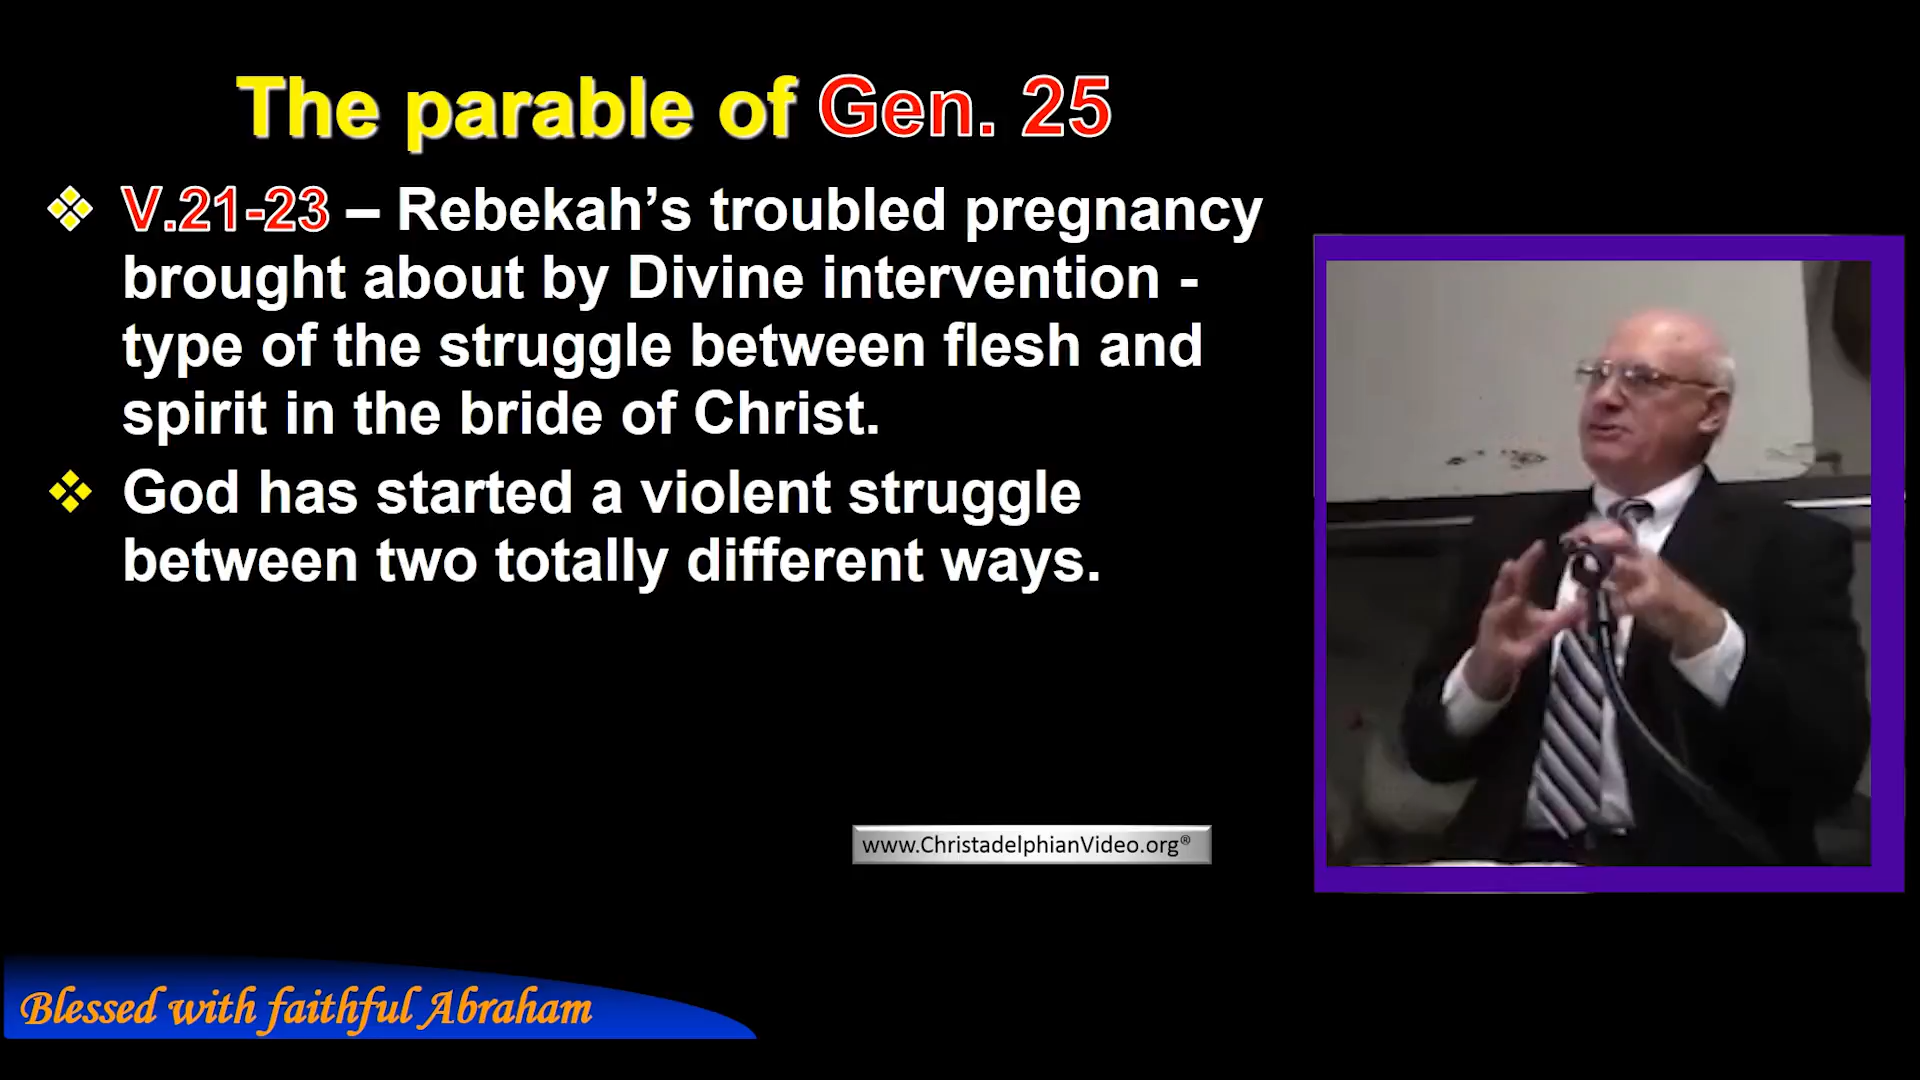 The parable of Gen. 25
V.21-23 – Rebekah’s troubled pregnancy
brought about by Divine intervention -
type of the struggle between flesh and
spirit in the bride of Christ.
God has started a violent struggle
between two totally different ways.
www.ChristadelphianVideo.org®
Blessed with faithful Abraham